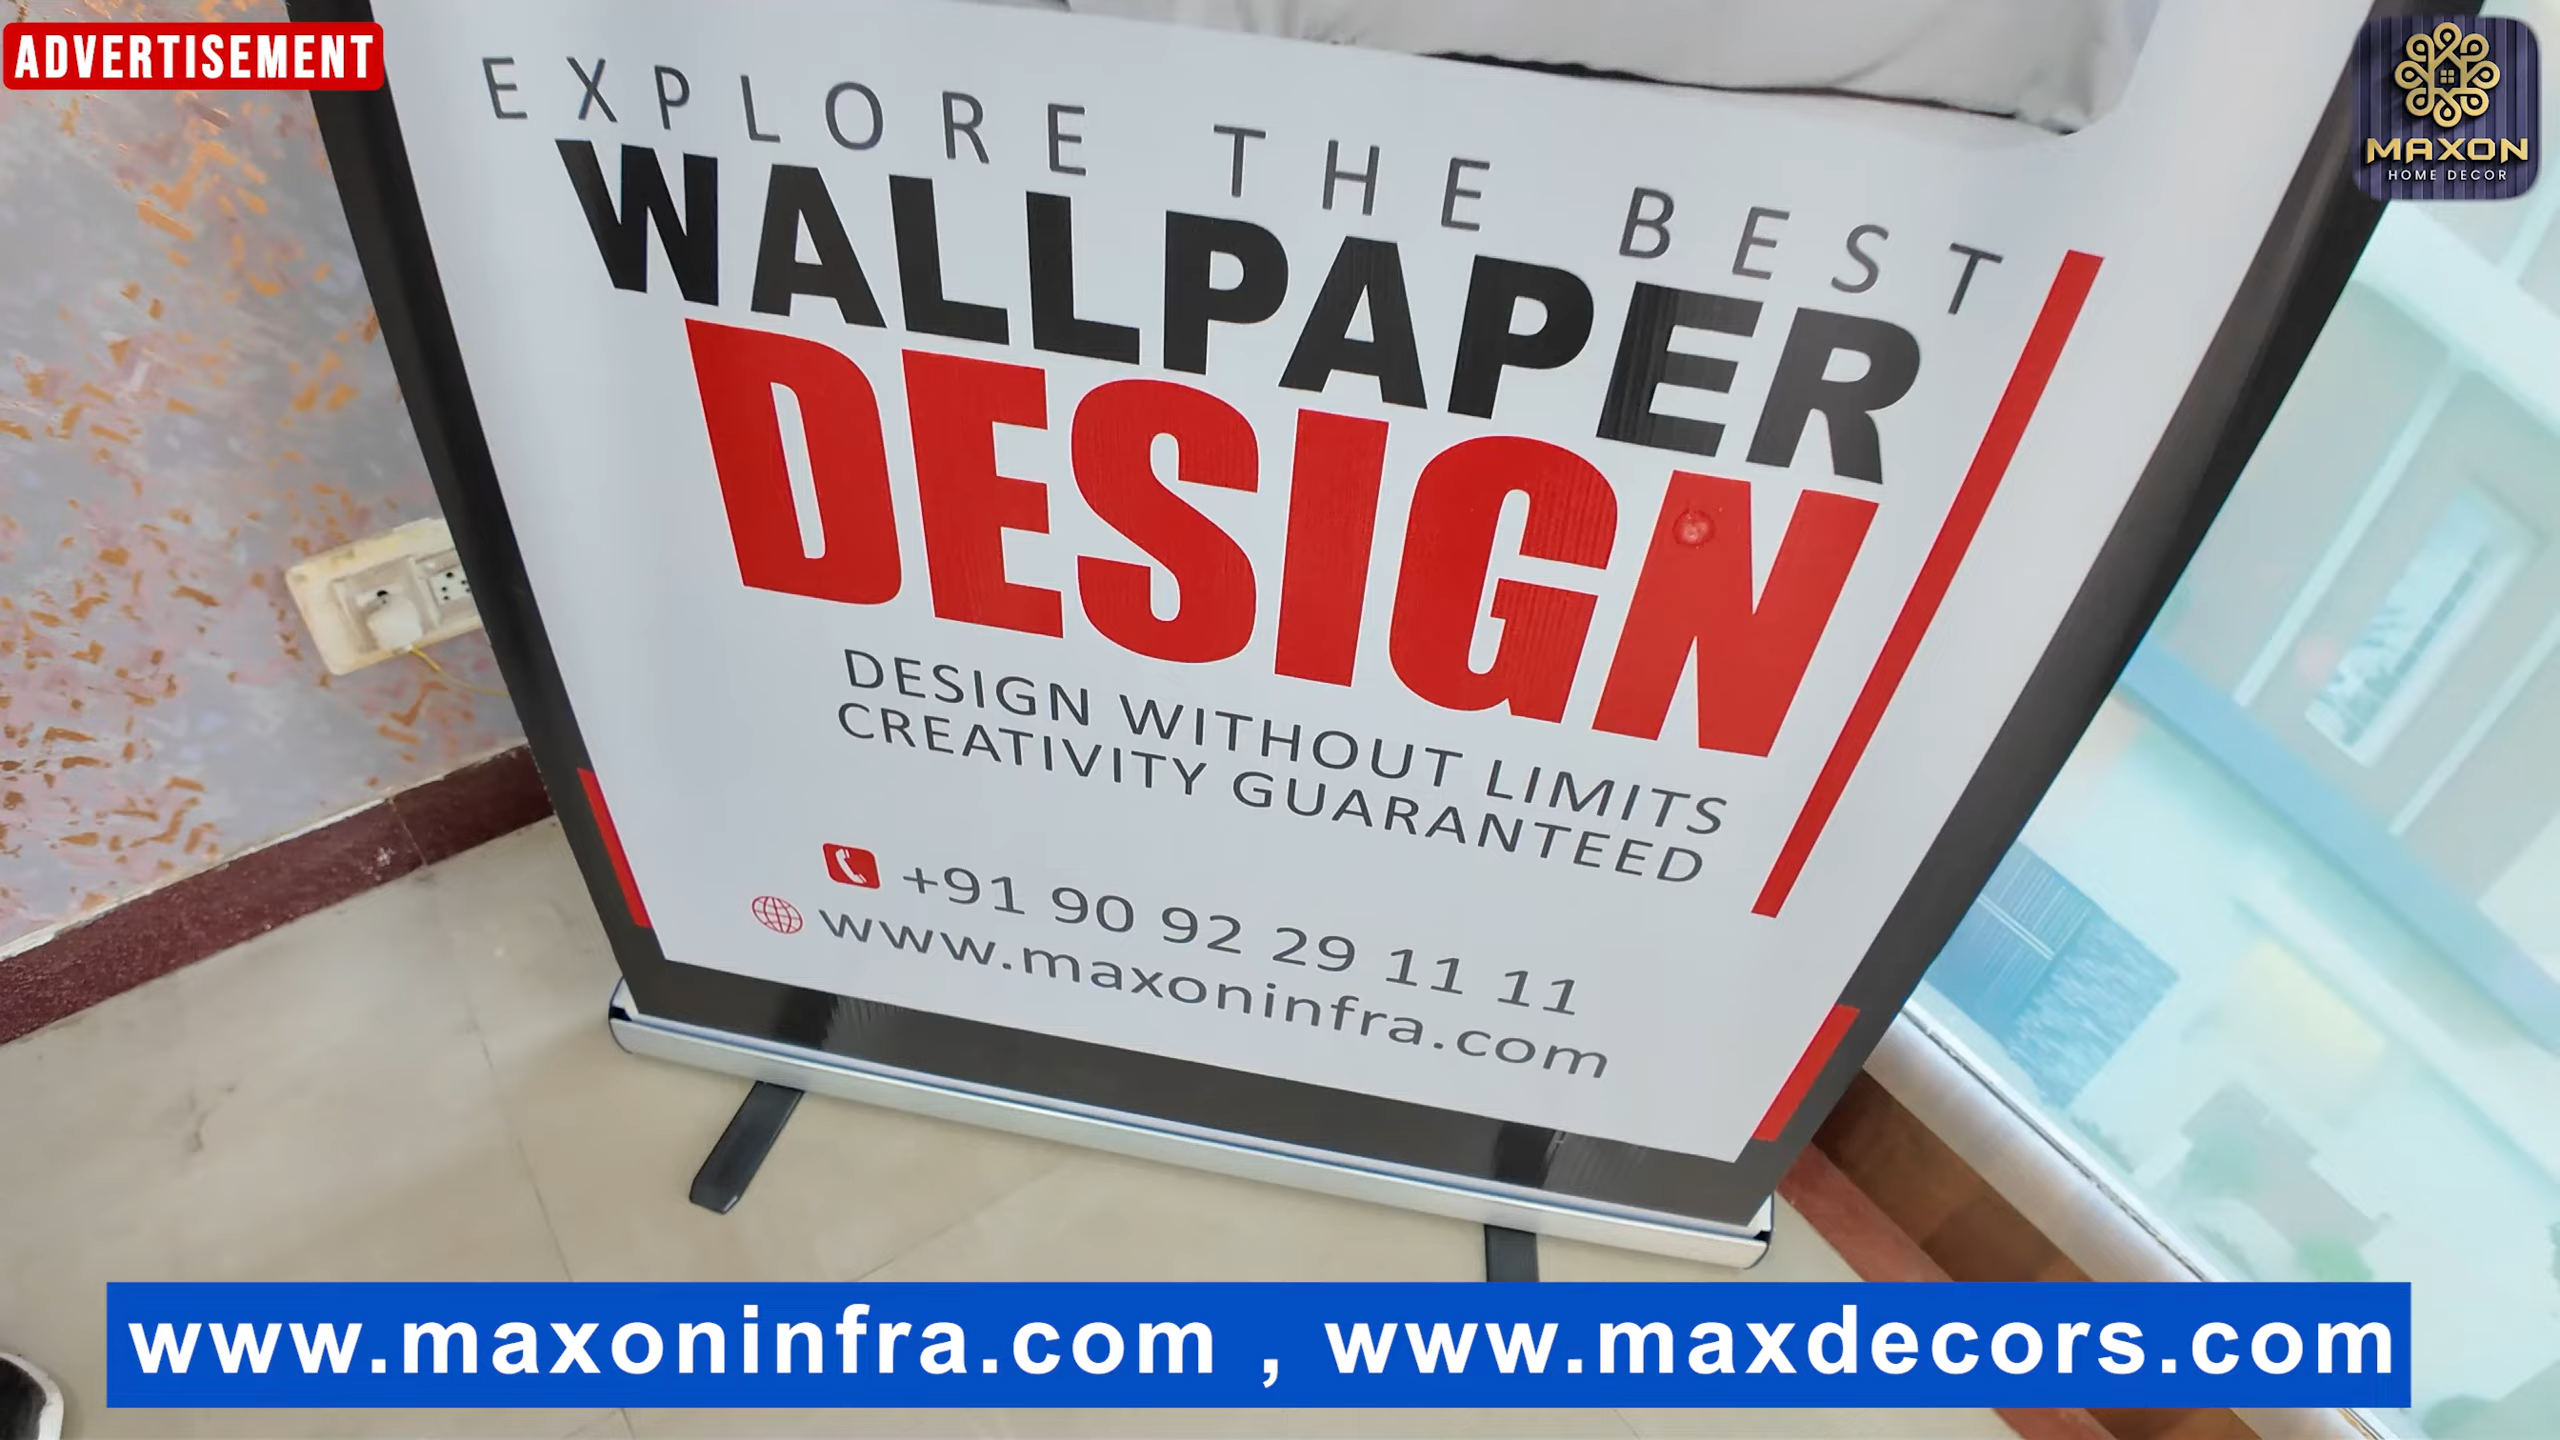 ADVERTISEMENT
MAXON
HOME DECOR
EXPLORE THE BEST
WALLPAPER
DESIGN
DESIGN WITHOUT LIMITS
CREATIVITY GUARANTEED
+91 90 92 29 11 11
www.maxoninfra.com
www.maxoninfra.com , www.maxdecors.com